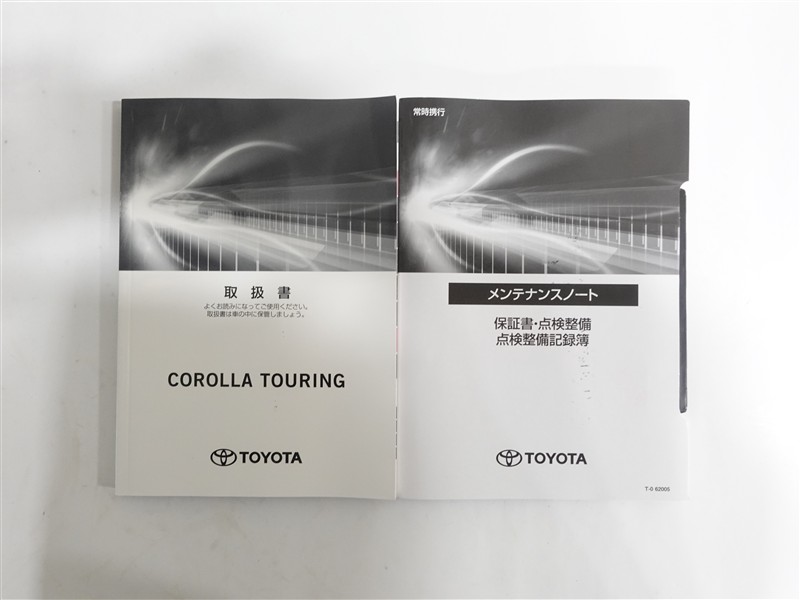 取扱書
よくお読みになってご使用ください。
取扱書は車の中に保管しましょう。
COROLLA TOURING
TOYOTA
常時携行
メンテナンスノート
保証書・点検整備
点検整備記録簿
TOYOTA
T-0 62005